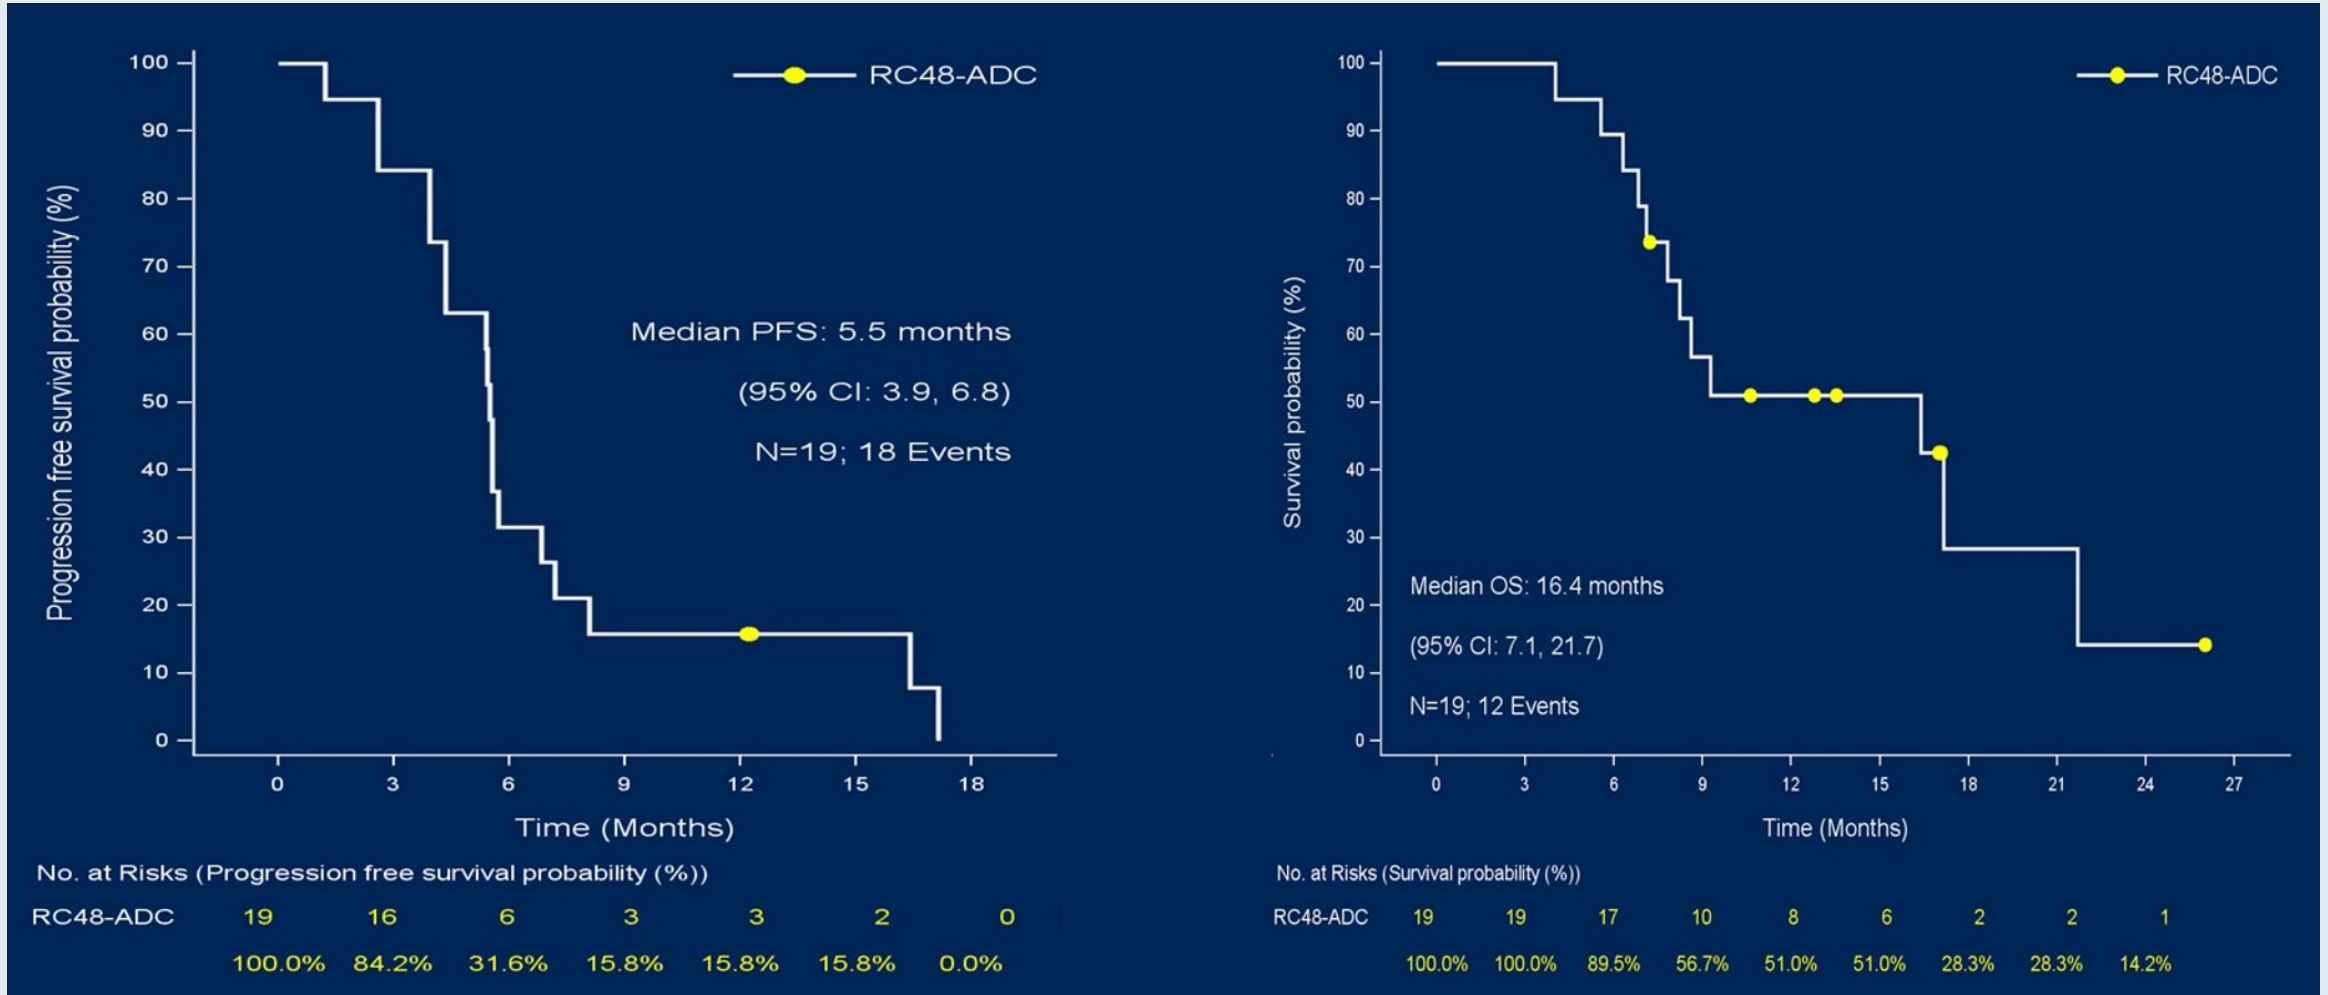 100
90
80
70
60
50
40
30
20
10
0
Progression free survival probability (%)
RC48-ADC
Median PFS: 5.5 months
(95% CI: 3.9, 6.8)
N=19; 18 Events
0 3 6 9 12 15 18
Time (Months)
No. at Risks (Progression free survival probability (%))
RC48-ADC 19 16 6 3 3 2 0
100.0% 84.2% 31.6% 15.8% 15.8% 15.8% 0.0%
100
90
80
70
60
50
40
30
20
10
0
Survival probability (%)
RC48-ADC
Median OS: 16.4 months
(95% CI: 7.1, 21.7)
N=19; 12 Events
0 3 6 9 12 15 18 21 24 27
Time (Months)
No. at Risks (Survival probability (%))
RC48-ADC 19 19 17 10 8 6 2 2 1
100.0% 100.0% 89.5% 56.7% 51.0% 51.0% 28.3% 28.3% 14.2%